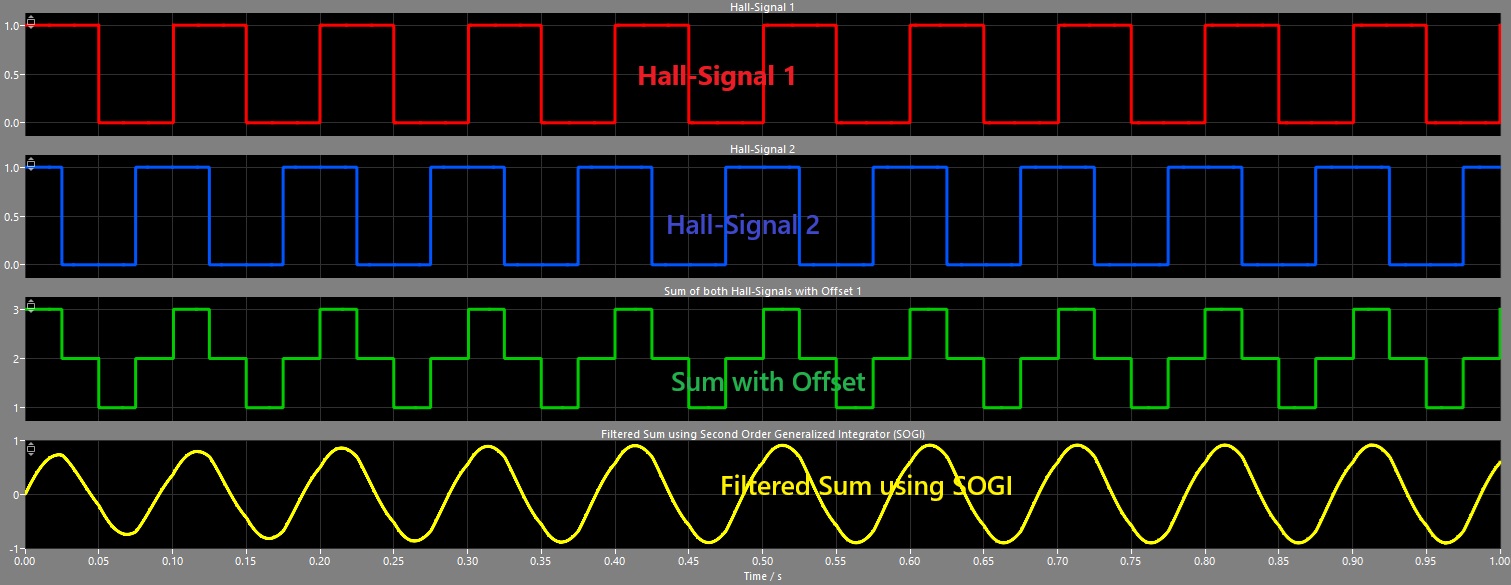 Hall-Signal 1
1.0
0.5
0.0
Hall-Signal 1
Hall-Signal 2
1.0
0.5
0.0
Hall-Signal 2
Sum of both Hall-Signals with Offset 1
3
2
1
Sum with Offset
Filtered Sum using Second Order Generalized Integrator (SOGI)
1
0
-1
Filtered Sum using SOGI
0.00 0.05 0.10 0.15 0.20 0.25 0.30 0.35 0.40 0.45 0.50 0.55 0.60 0.65 0.70 0.75 0.80 0.85 0.90 0.95 1.00
Time / s